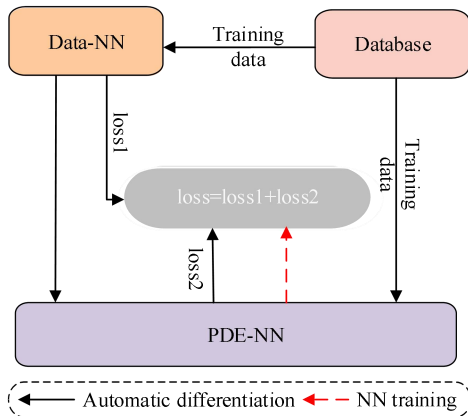 Data-NN
Training
data
Database
loss1
Training
data
loss=loss1+loss2
loss2
PDE-NN
Automatic differentiation
NN training